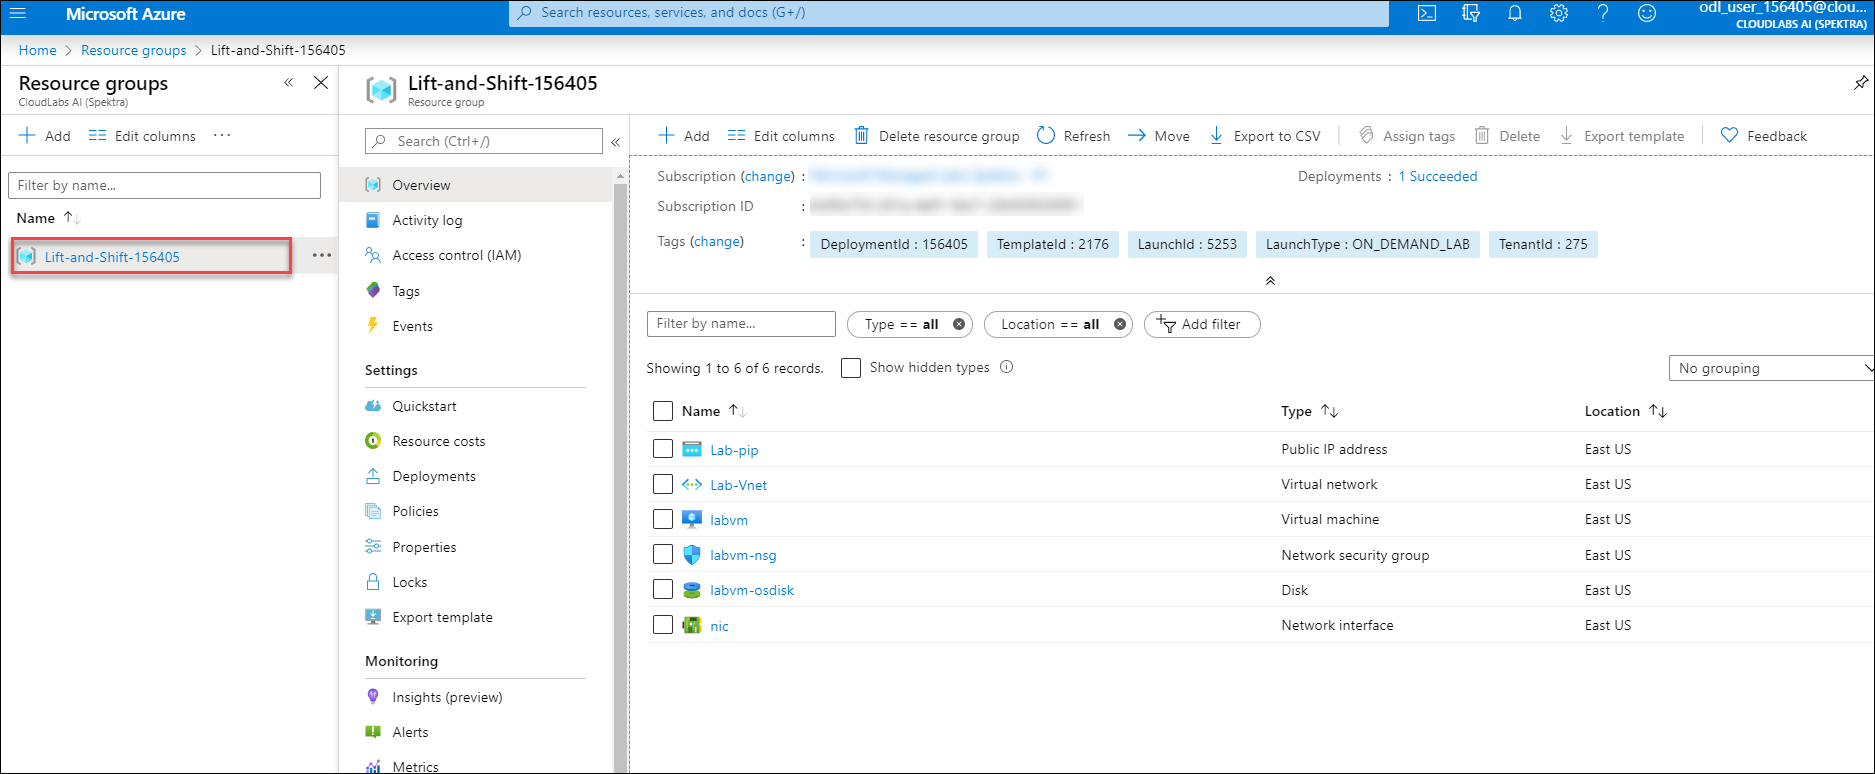 Microsoft Azure
Search resources, services, and docs (G+/)
odl_user_156405@clou...
CLOUDLABS AI (SPEKTRA)
Home > Resource groups > Lift-and-Shift-156405
Resource groups
CloudLabs AI (Spektra)
Add Edit columns ...
Filter by name...
Name
Lift-and-Shift-156405
Lift-and-Shift-156405
Resource group
Search (Ctrl+/)
Overview
Activity log
Access control (IAM)
Tags
Events
Settings
Quickstart
Resource costs
Deployments
Policies
Properties
Locks
Export template
Monitoring
Insights (preview)
Alerts
Metrics
Add Edit columns Delete resource group Refresh Move Export to CSV Assign tags Delete Export template Feedback
Subscription (change) :
Deployments : 1 Succeeded
Subscription ID :
Tags (change) : DeploymentId : 156405 TemplateId : 2176 LaunchId : 5253 LaunchType : ON_DEMAND_LAB TenantId : 275
Filter by name... Type == all Location == all Add filter
Showing 1 to 6 of 6 records. Show hidden types
No grouping
Name Type Location
Lab-pip Public IP address East US
Lab-Vnet Virtual network East US
labvm Virtual machine East US
labvm-nsg Network security group East US
labvm-osdisk Disk East US
nic Network interface East US